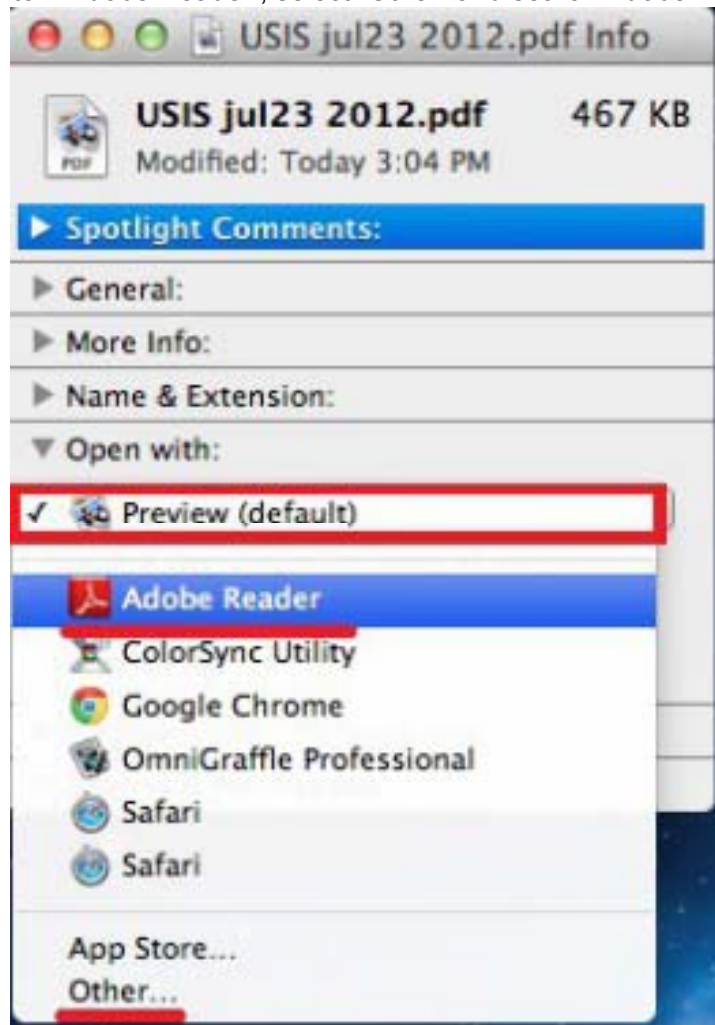 USIS jul23 2012.pdf Info
USIS jul23 2012.pdf 467 KB
Modified: Today 3:04 PM
PDF
▶ Spotlight Comments:
▶ General:
▶ More Info:
▶ Name & Extension:
▼ Open with:
✓ Preview (default)
Adobe Reader
ColorSync Utility
Google Chrome
OmniGraffle Professional
Safari
Safari
App Store...
Other...